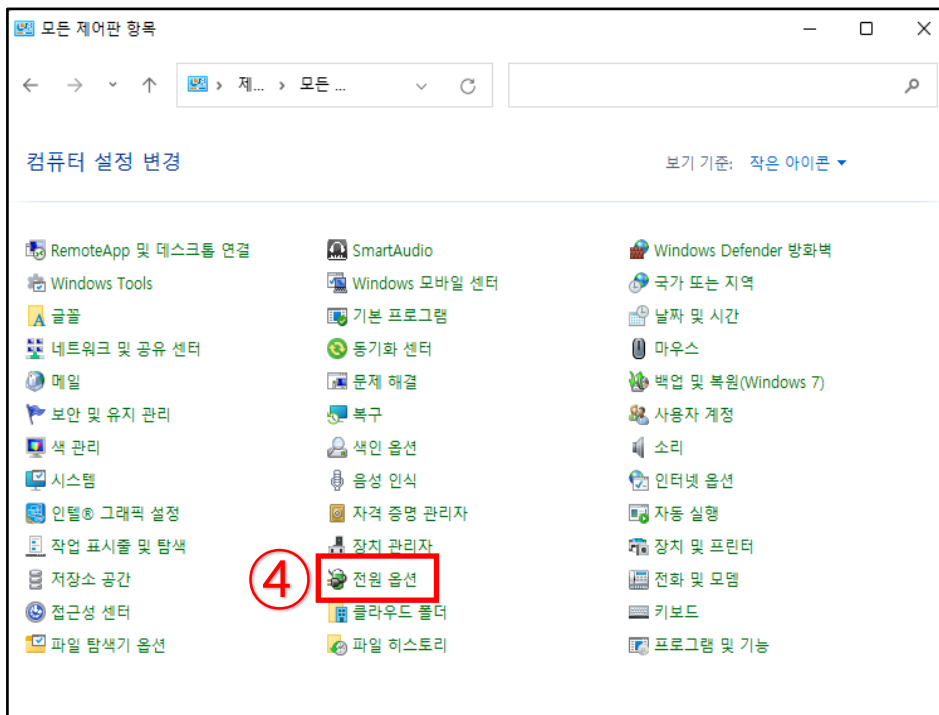 모든 제어판 항목
제... 모든 ...
컴퓨터 설정 변경
보기 기준: 작은 아이콘
RemoteApp 및 데스크톱 연결
SmartAudio
Windows Defender 방화벽
Windows Tools
Windows 모바일 센터
국가 또는 지역
글꼴
기본 프로그램
날짜 및 시간
네트워크 및 공유 센터
동기화 센터
마우스
메일
문제 해결
백업 및 복원(Windows 7)
보안 및 유지 관리
복구
사용자 계정
색 관리
색인 옵션
소리
시스템
음성 인식
인터넷 옵션
인텔® 그래픽 설정
자격 증명 관리자
자동 실행
작업 표시줄 및 탐색
장치 관리자
장치 및 프린터
저장소 공간
④ 전원 옵션
전화 및 모뎀
접근성 센터
클라우드 폴더
키보드
파일 탐색기 옵션
파일 히스토리
프로그램 및 기능